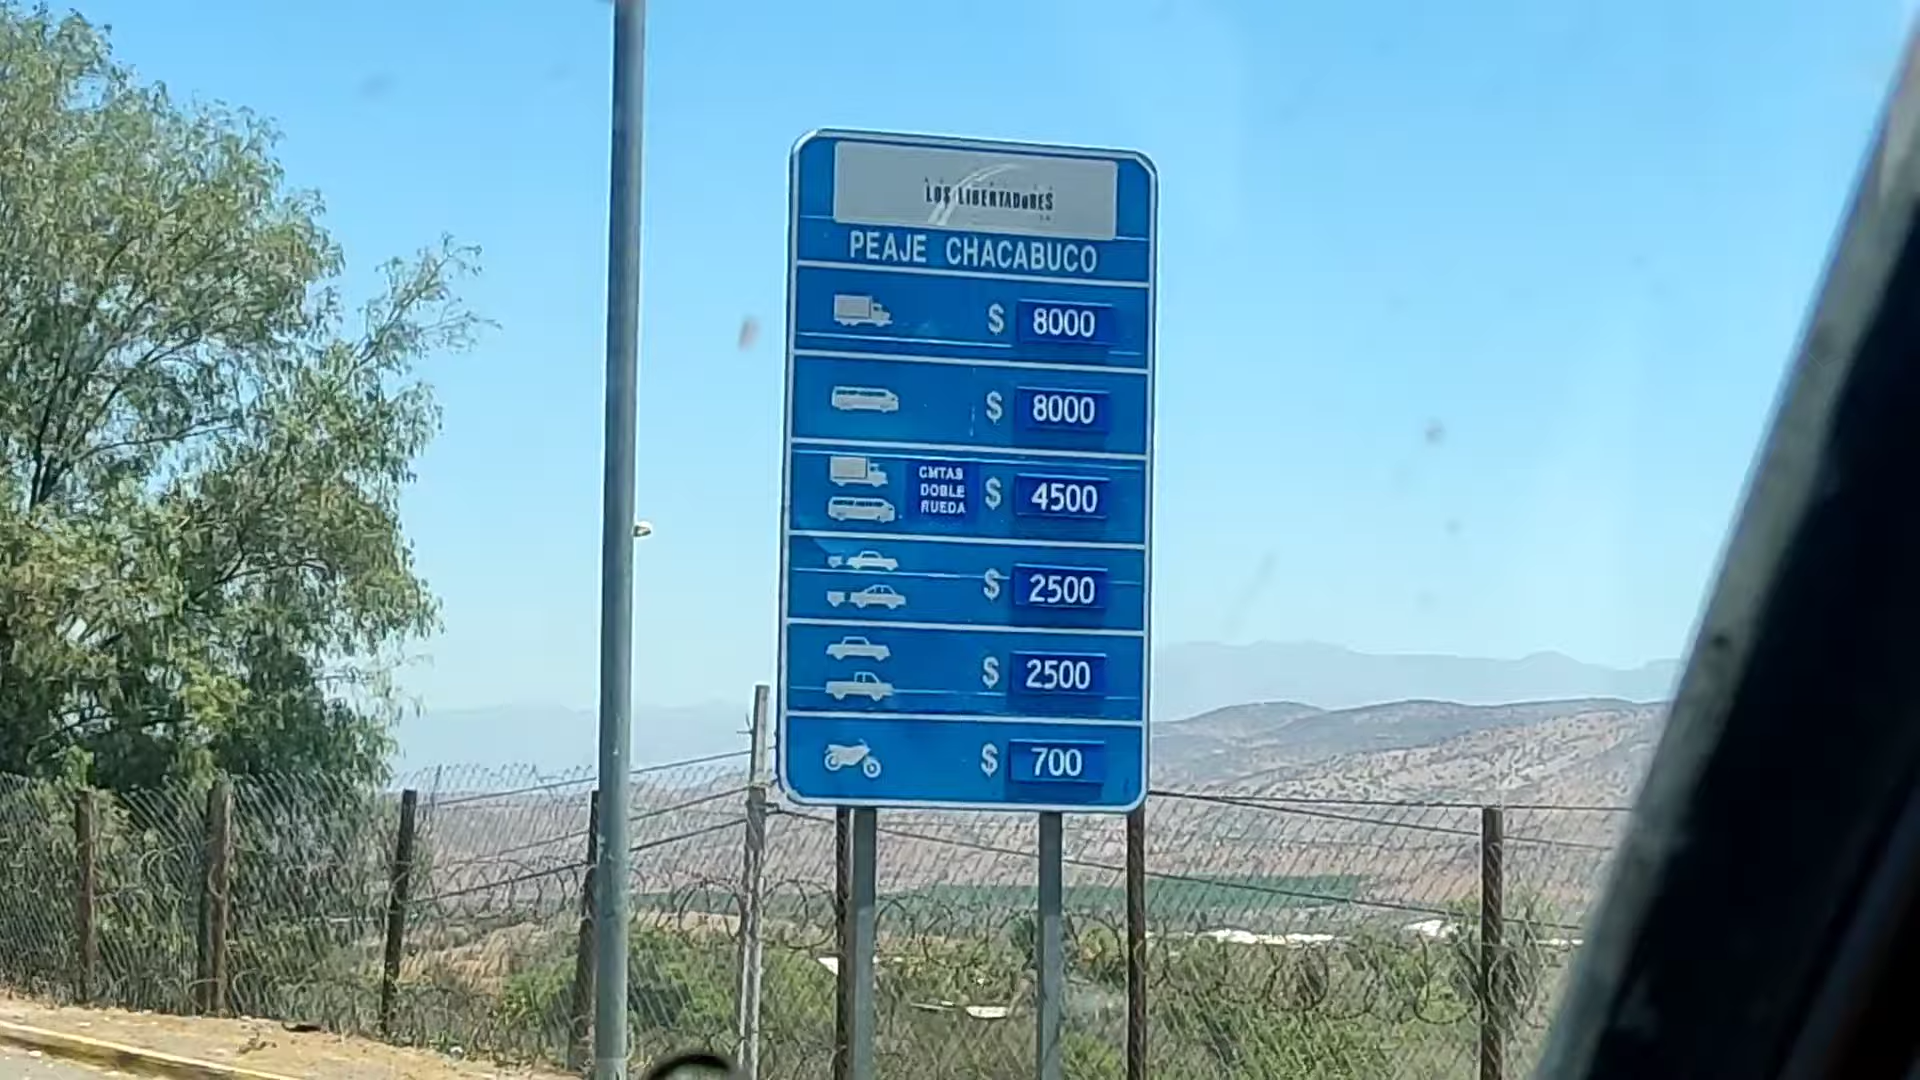 LOS LIBERTADORES
PEAJE CHACABUCO
$ 8000
$ 8000
CMTAS
DOBLE
RUEDA
$ 4500
$ 2500
$ 2500
$ 700